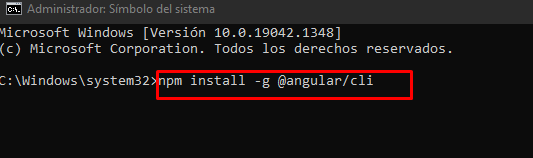 Administrador: Símbolo del sistema
Microsoft Windows [Versión 10.0.19042.1348]
(c) Microsoft Corporation. Todos los derechos reservados.
C:\Windows\system32>npm install -g @angular/cli